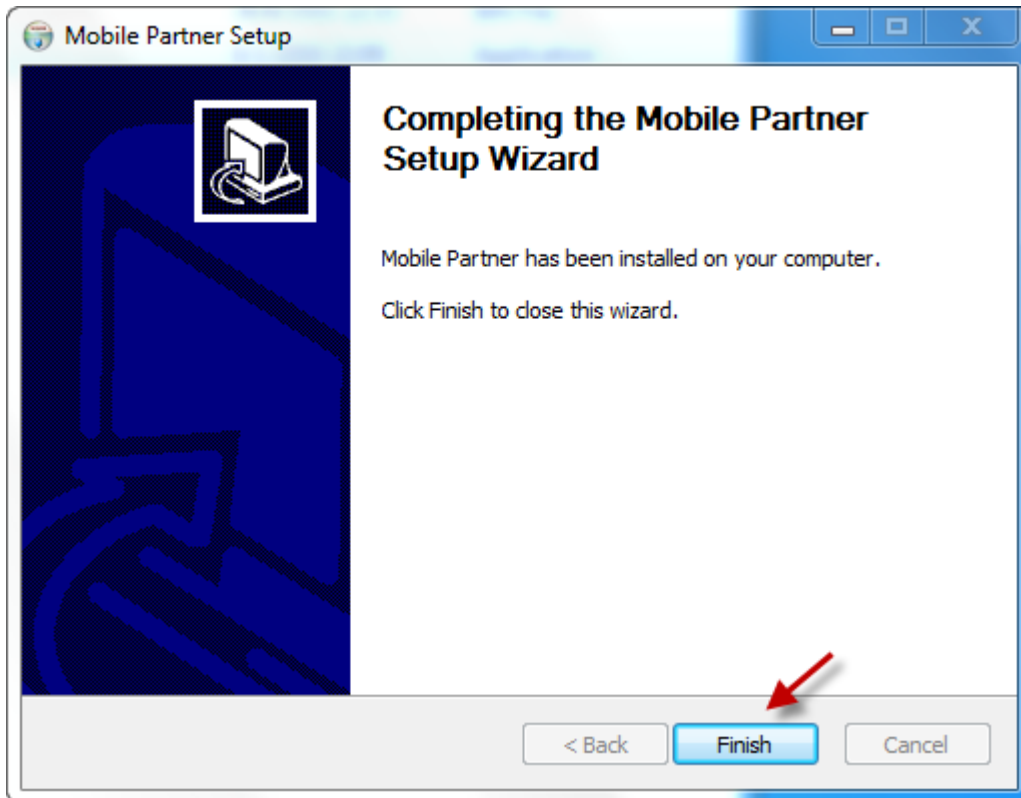 Mobile Partner Setup
Completing the Mobile Partner
Setup Wizard
Mobile Partner has been installed on your computer.
Click Finish to close this wizard.
< Back
Finish
Cancel